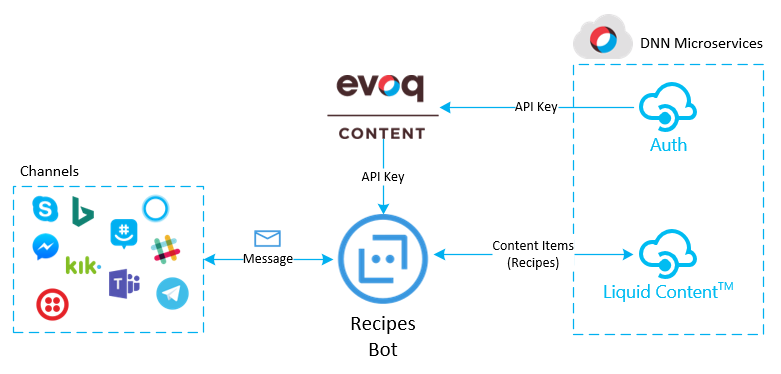 DNN Microservices
evoq
CONTENT
API Key
Auth
API Key
Channels
S
kik
T
Message
Content Items
(Recipes)
Liquid Content™
Recipes
Bot